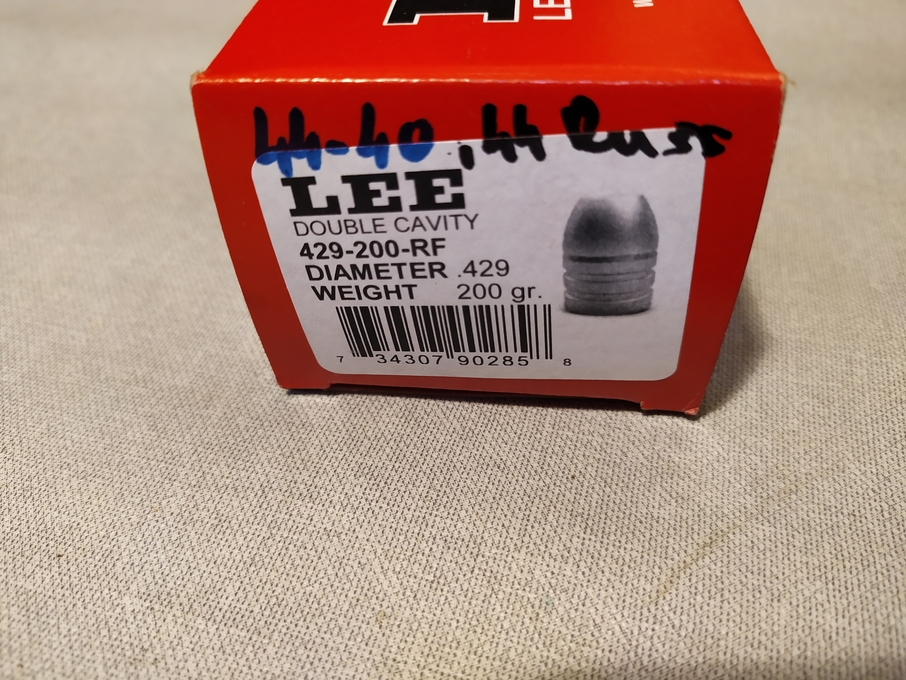 LE
44-40 .44 Russ
LEE
DOUBLE CAVITY
429-200-RF
DIAMETER .429
WEIGHT 200 gr.
7 34307 90285 8